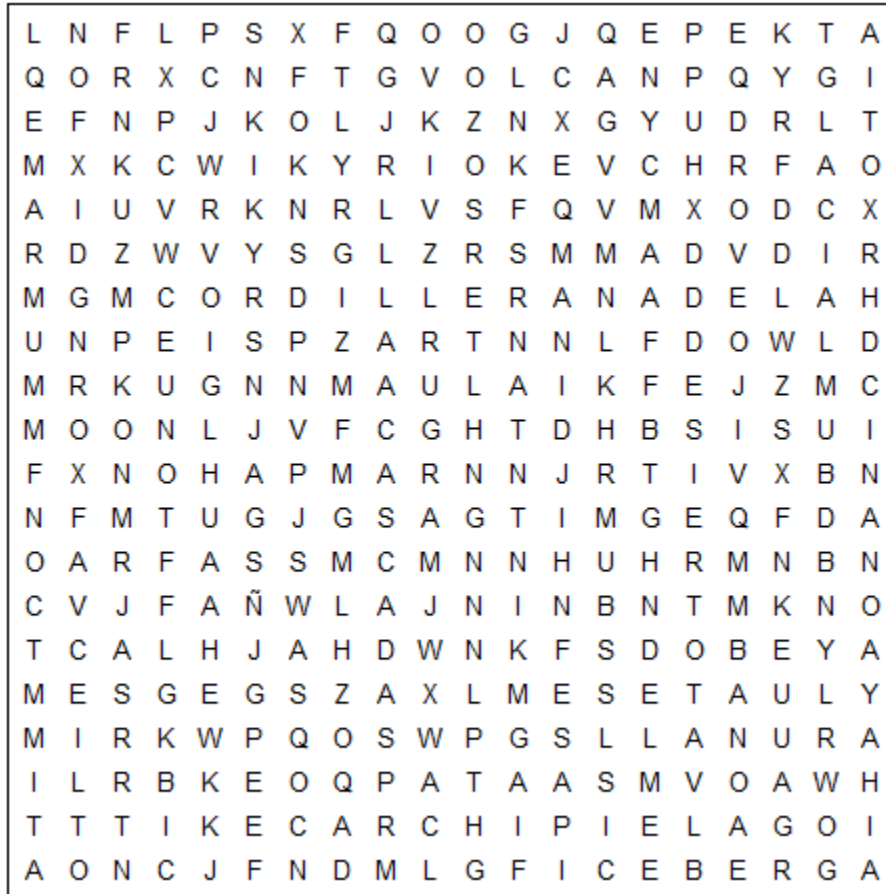 L N F L P S X F Q O O G J Q E P E K T A
Q O R X C N F T G V O L C A N P Q Y G I
E F N P J K O L J K Z N X G Y U D R L T
M X K C W I K Y R I O K E V C H R F A O
A I U V R K N R L V S F Q V M X O D C X
R D Z W V Y S G L Z R S M M A D V D I R
M G M C O R D I L L E R A N A D E L A H
U N P E I S P Z A R T N N L F D O W L D
M R K U G N N M A U L A I K F E J Z M C
M O O N L J V F C G H T D H B S I S U I
F X N O H A P M A R N N J R T I V X B N
N F M T U G J G S A G T I M G E Q F D A
O A R F A S S M C M N N H U H R M N B N
C V J F A Ñ W L A J N I N B N T M K N O
T C A L H J A H D W N K F S D O B E Y A
M E S G E G S Z A X L M E S E T A U L Y
M I R K W P Q O S W P G S L L A N U R A
I L R B K E O Q P A T A A S M V O A W H
T T T I K E C A R C H I P I E L A G O I
A O N C J F N D M L G F I C E B E R G A